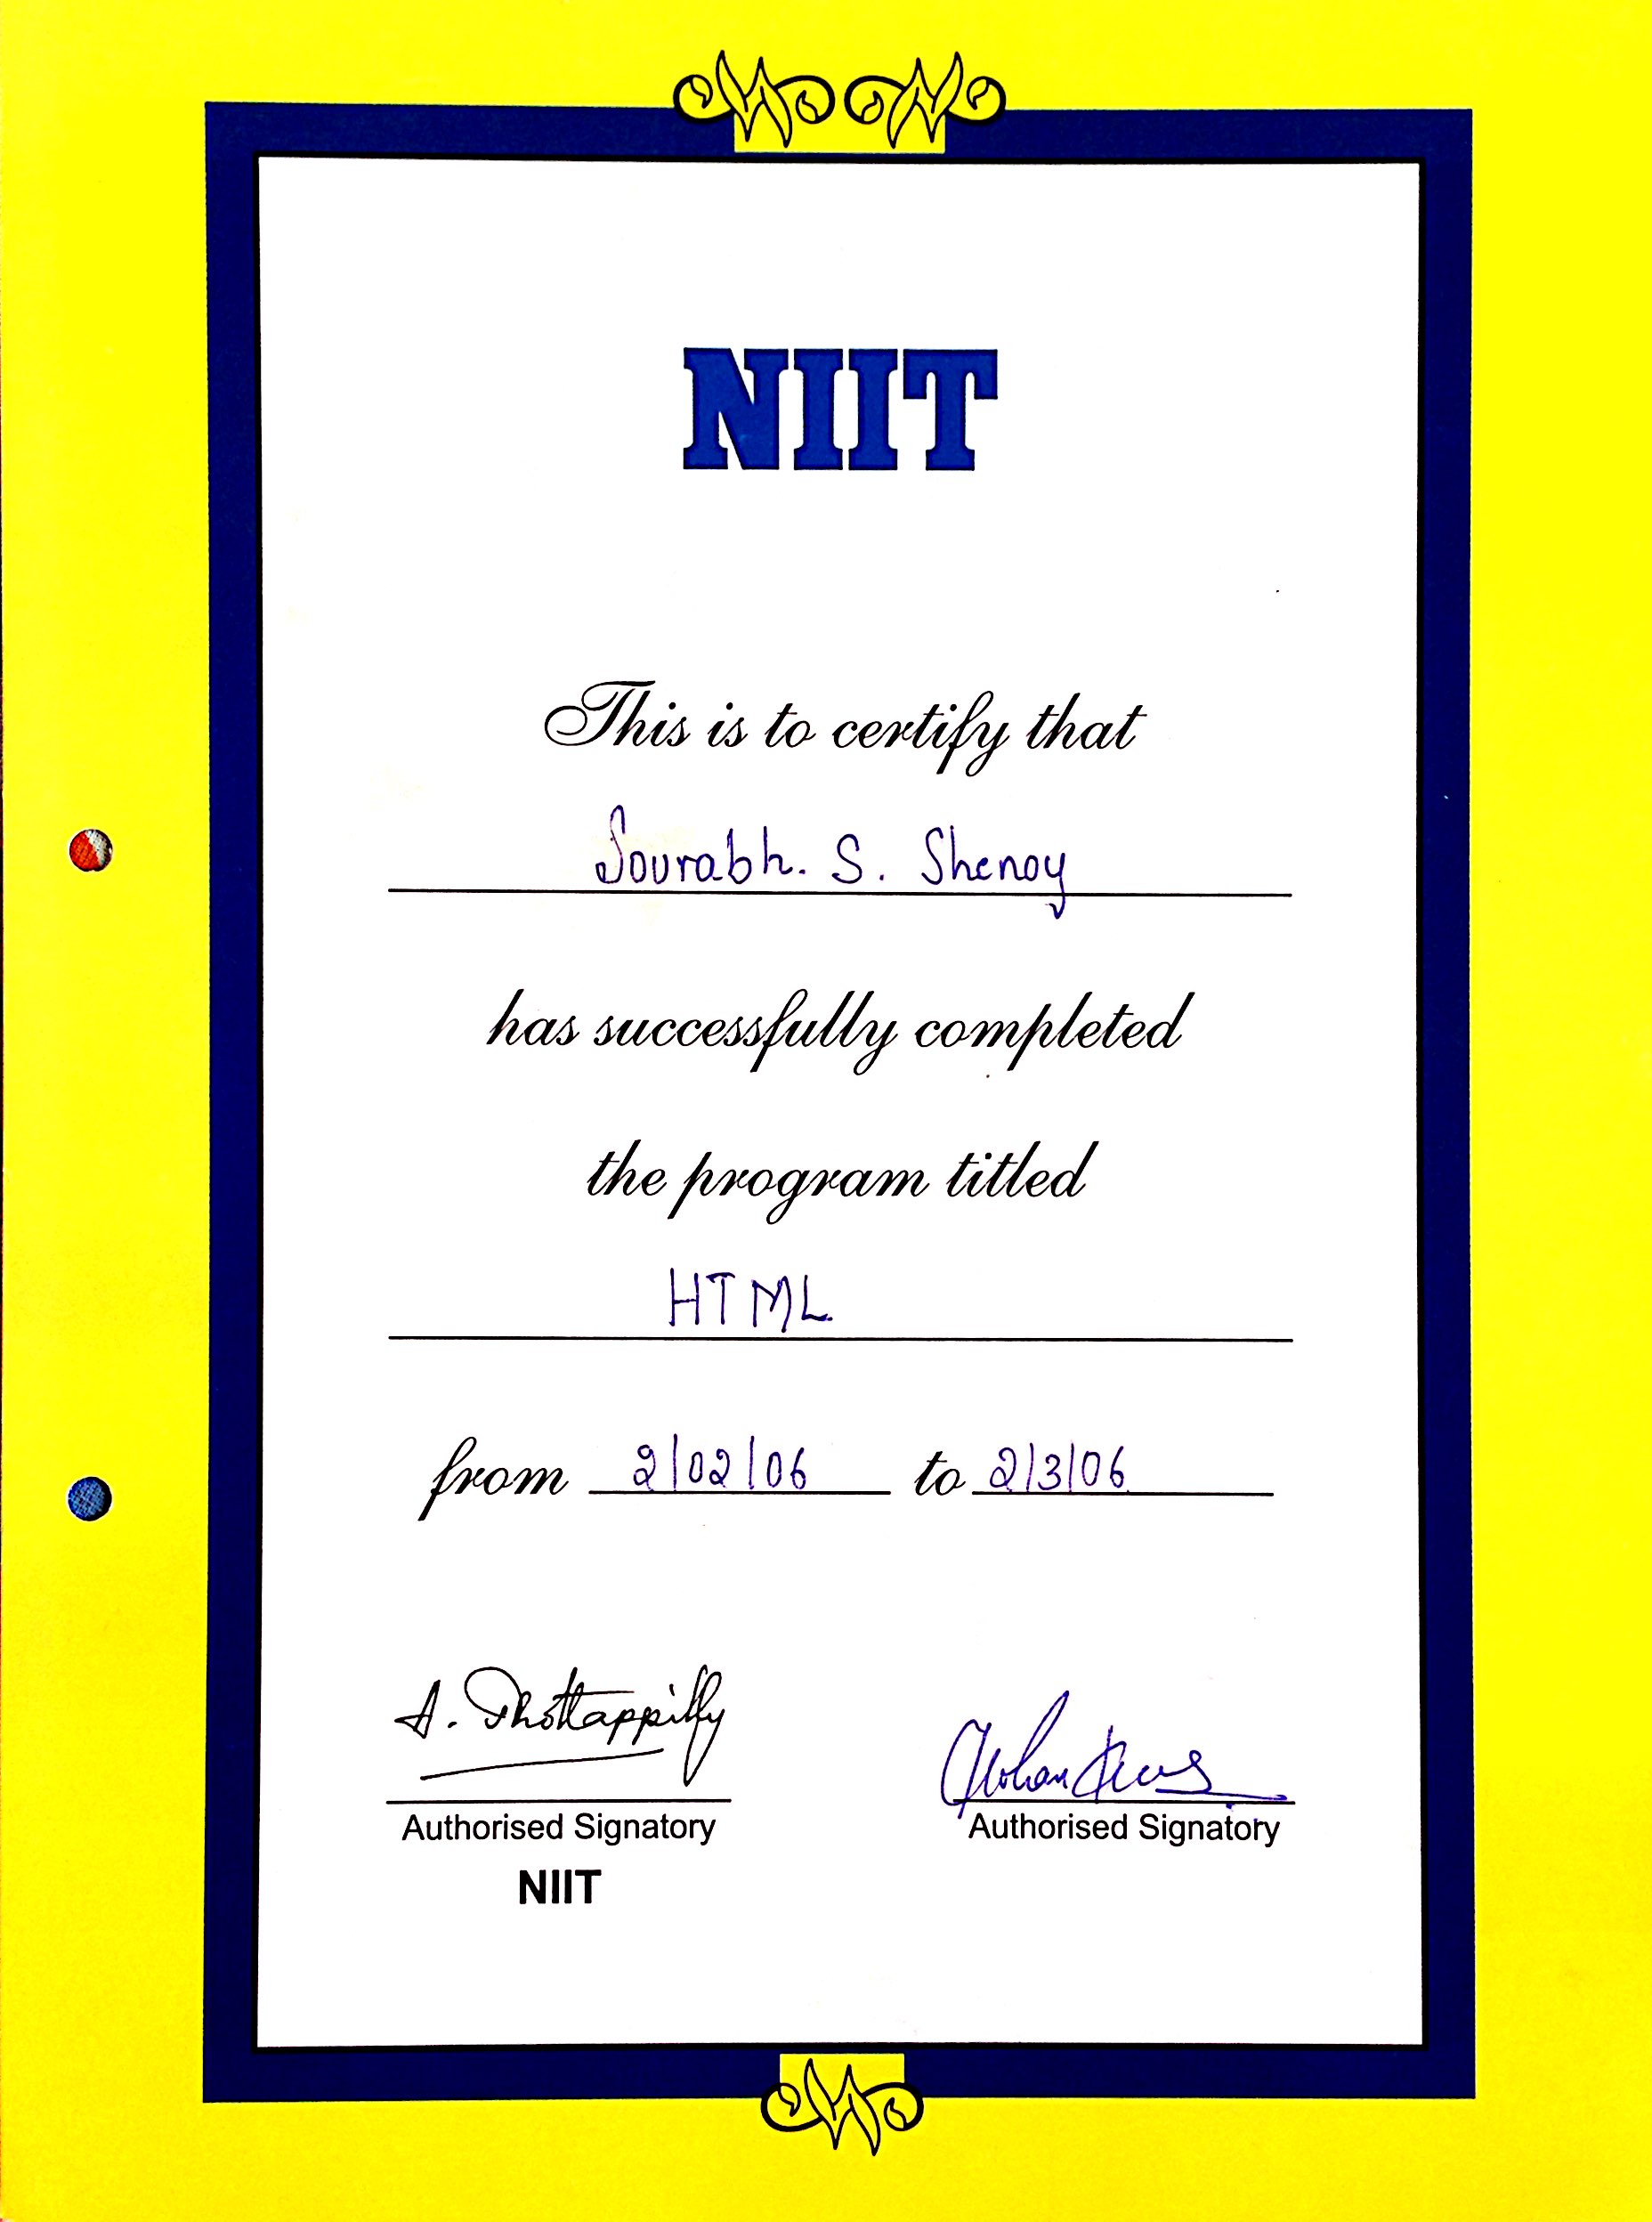 NIIT
This is to certify that
Sourabh. S. Shenoy
has successfully completed
the program titled
HTML
from 2/02/06 to 2/3/06
A. Thottappilly
Authorised Signatory Authorised Signatory
NIIT